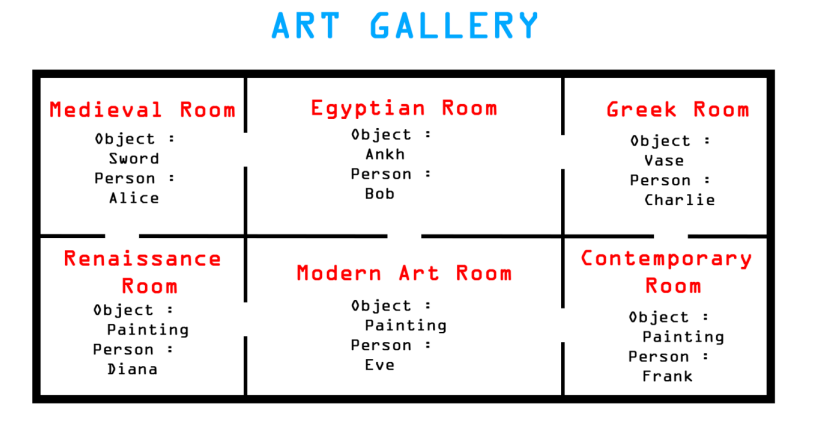 ART GALLERY
Medieval Room
Object :
Sword
Person :
Alice
Egyptian Room
Object :
Ankh
Person :
Bob
Greek Room
Object :
Vase
Person :
Charlie
Renaissance
Room
Object :
Painting
Person :
Diana
Modern Art Room
Object :
Painting
Person :
Eve
Contemporary
Room
Object :
Painting
Person :
Frank